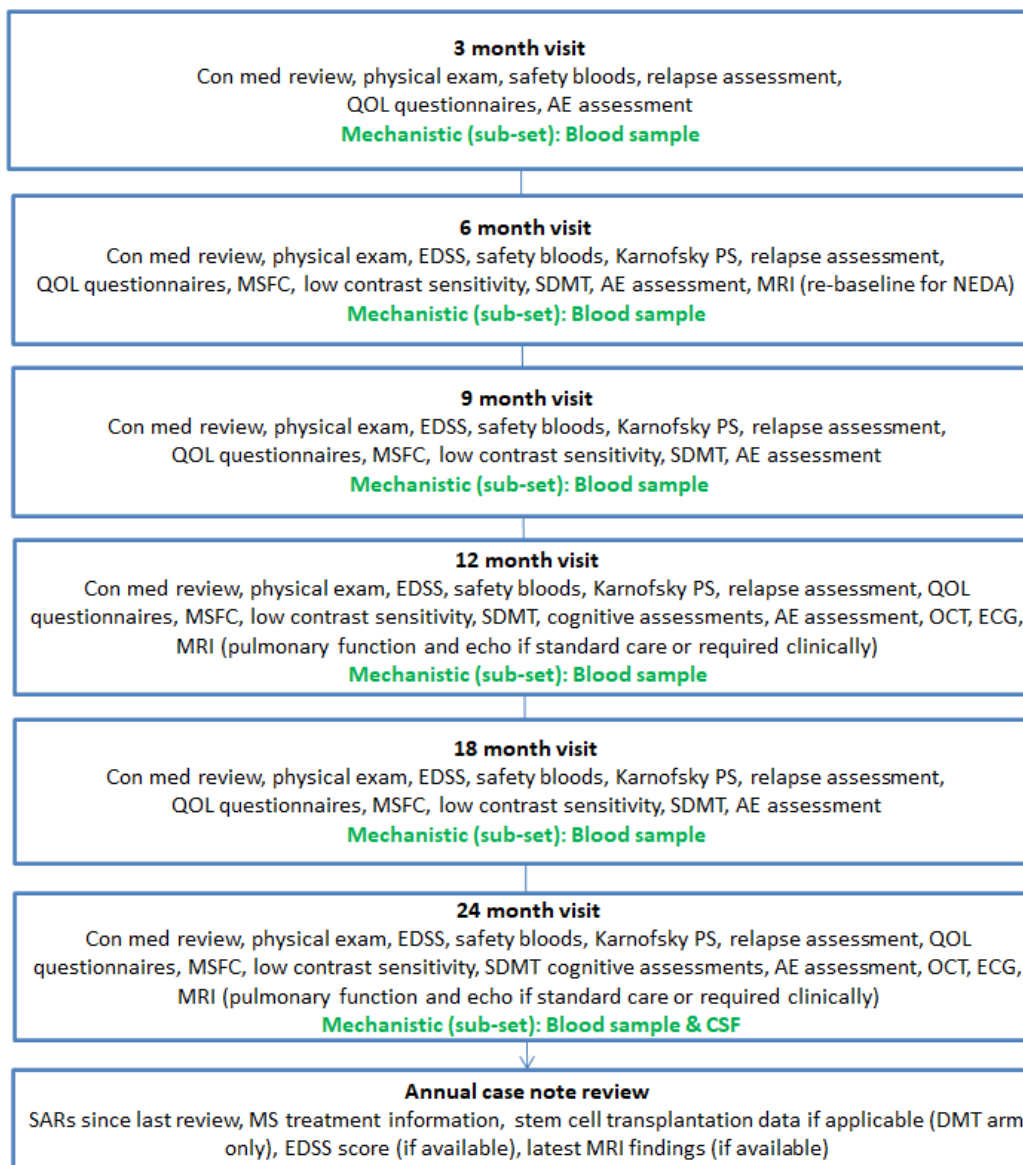 3 month visit
Con med review, physical exam, safety bloods, relapse assessment,
QOL questionnaires, AE assessment
Mechanistic (sub-set): Blood sample
6 month visit
Con med review, physical exam, EDSS, safety bloods, Karnofsky PS, relapse assessment,
QOL questionnaires, MSFC, low contrast sensitivity, SDMT, AE assessment, MRI (re-baseline for NEDA)
Mechanistic (sub-set): Blood sample
9 month visit
Con med review, physical exam, EDSS, safety bloods, Karnofsky PS, relapse assessment,
QOL questionnaires, MSFC, low contrast sensitivity, SDMT, AE assessment
Mechanistic (sub-set): Blood sample
12 month visit
Con med review, physical exam, EDSS, safety bloods, Karnofsky PS, relapse assessment, QOL
questionnaires, MSFC, low contrast sensitivity, SDMT, cognitive assessments, AE assessment, OCT, ECG,
MRI (pulmonary function and echo if standard care or required clinically)
Mechanistic (sub-set): Blood sample
18 month visit
Con med review, physical exam, EDSS, safety bloods, Karnofsky PS, relapse assessment,
QOL questionnaires, MSFC, low contrast sensitivity, SDMT, AE assessment
Mechanistic (sub-set): Blood sample
24 month visit
Con med review, physical exam, EDSS, safety bloods, Karnofsky PS, relapse assessment, QOL
questionnaires, MSFC, low contrast sensitivity, SDMT cognitive assessments, AE assessment, OCT, ECG,
MRI (pulmonary function and echo if standard care or required clinically)
Mechanistic (sub-set): Blood sample & CSF
Annual case note review
SARs since last review, MS treatment information, stem cell transplantation data if applicable (DMT arm
only), EDSS score (if available), latest MRI findings (if available)